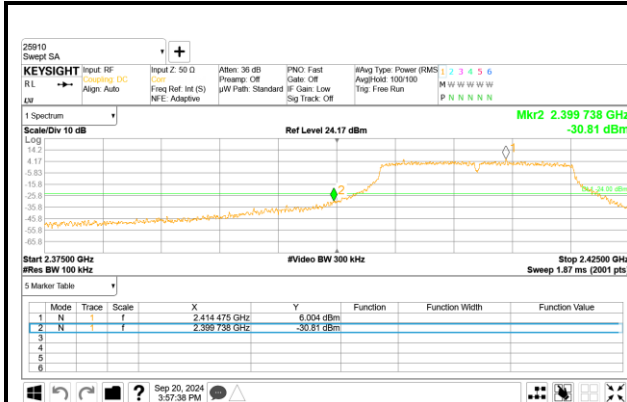 25910
Swept SA
KEYSIGHT Input: RF Input Z: 50 Ω Atten: 36 dB PNO: Fast #Avg Type: Power (RMS 1 2 3 4 5 6
RL Coupling: DC Corr Preamp: Off Gate: Off Avg|Hold: 100/100 M W W W W W
Align: Auto Freq Ref: Int (S) µW Path: Standard IF Gain: Low Trig: Free Run
NFE: Adaptive Sig Track: Off P N N N N N
LXI
1 Spectrum Mkr2 2.399 738 GHz
Scale/Div 10 dB Ref Level 24.17 dBm -30.81 dBm
Log
14.2
4.17
-5.83
-15.8
-25.8
-35.8
-45.8
-55.8
-65.8
1
2
Start 2.37500 GHz #Video BW 300 kHz Stop 2.42500 GHz
#Res BW 100 kHz Sweep 1.87 ms (2001 pts)
5 Marker Table
Mode Trace Scale X Y Function Function Width Function Value
1 N 1 f 2.414 475 GHz 6.004 dBm
2 N 1 f 2.399 738 GHz -30.81 dBm
3
4
5
6
Sep 20, 2024
3:57:38 PM